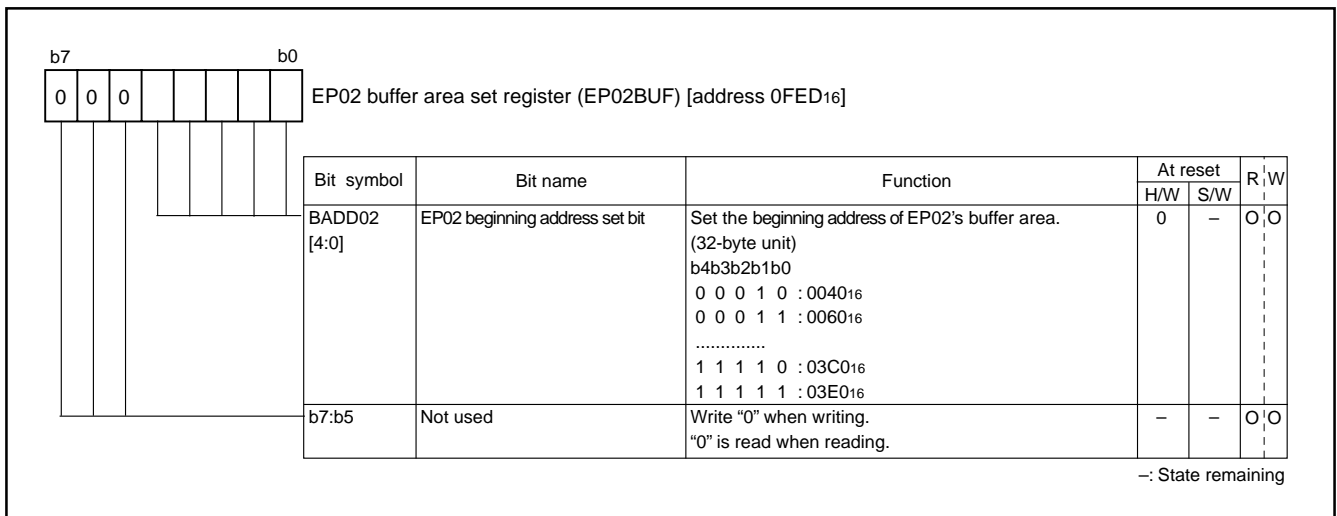 b7 b0
0 0 0
EP02 buffer area set register (EP02BUF) [address 0FED16]
Bit symbol Bit name Function At reset R W
H/W S/W
BADD02 EP02 beginning address set bit Set the beginning address of EP02's buffer area. 0 – O O
[4:0] (32-byte unit)
b4b3b2b1b0
0 0 0 1 0 : 004016
0 0 0 1 1 : 006016
..............
1 1 1 1 0 : 03C016
1 1 1 1 1 : 03E016
b7:b5 Not used Write “0” when writing. – – O O
“0” is read when reading.
–: State remaining